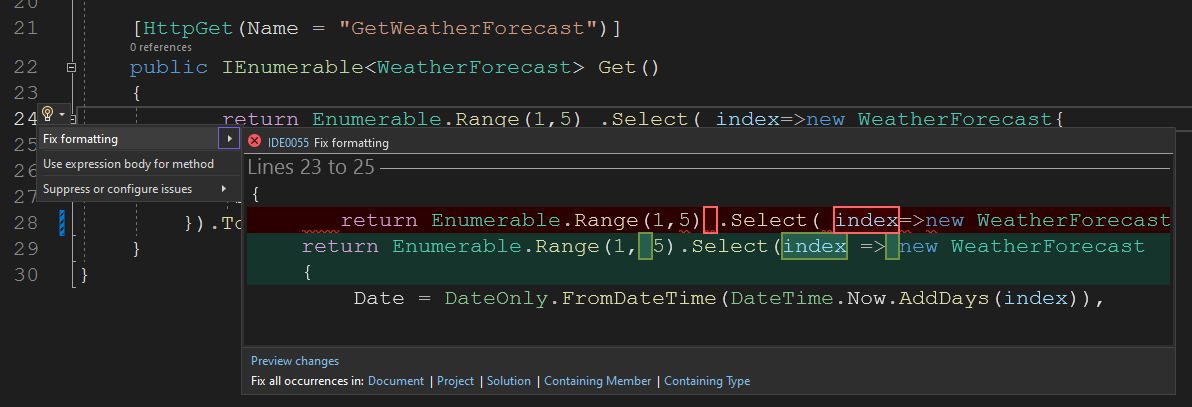 20
21 [HttpGet(Name = "GetWeatherForecast")]
0 references
22 public IEnumerable<WeatherForecast> Get()
23 {
24 return Enumerable.Range(1,5) .Select( index=>new WeatherForecast{
25
26
27
28 }).To
29 }
30 }
Fix formatting
Use expression body for method
Suppress or configure issues
IDE0055 Fix formatting
Lines 23 to 25
{
return Enumerable.Range(1,5) .Select( index=>new WeatherForecast
return Enumerable.Range(1, 5).Select(index => new WeatherForecast
{
Date = DateOnly.FromDateTime(DateTime.Now.AddDays(index)),
Preview changes
Fix all occurrences in: Document | Project | Solution | Containing Member | Containing Type